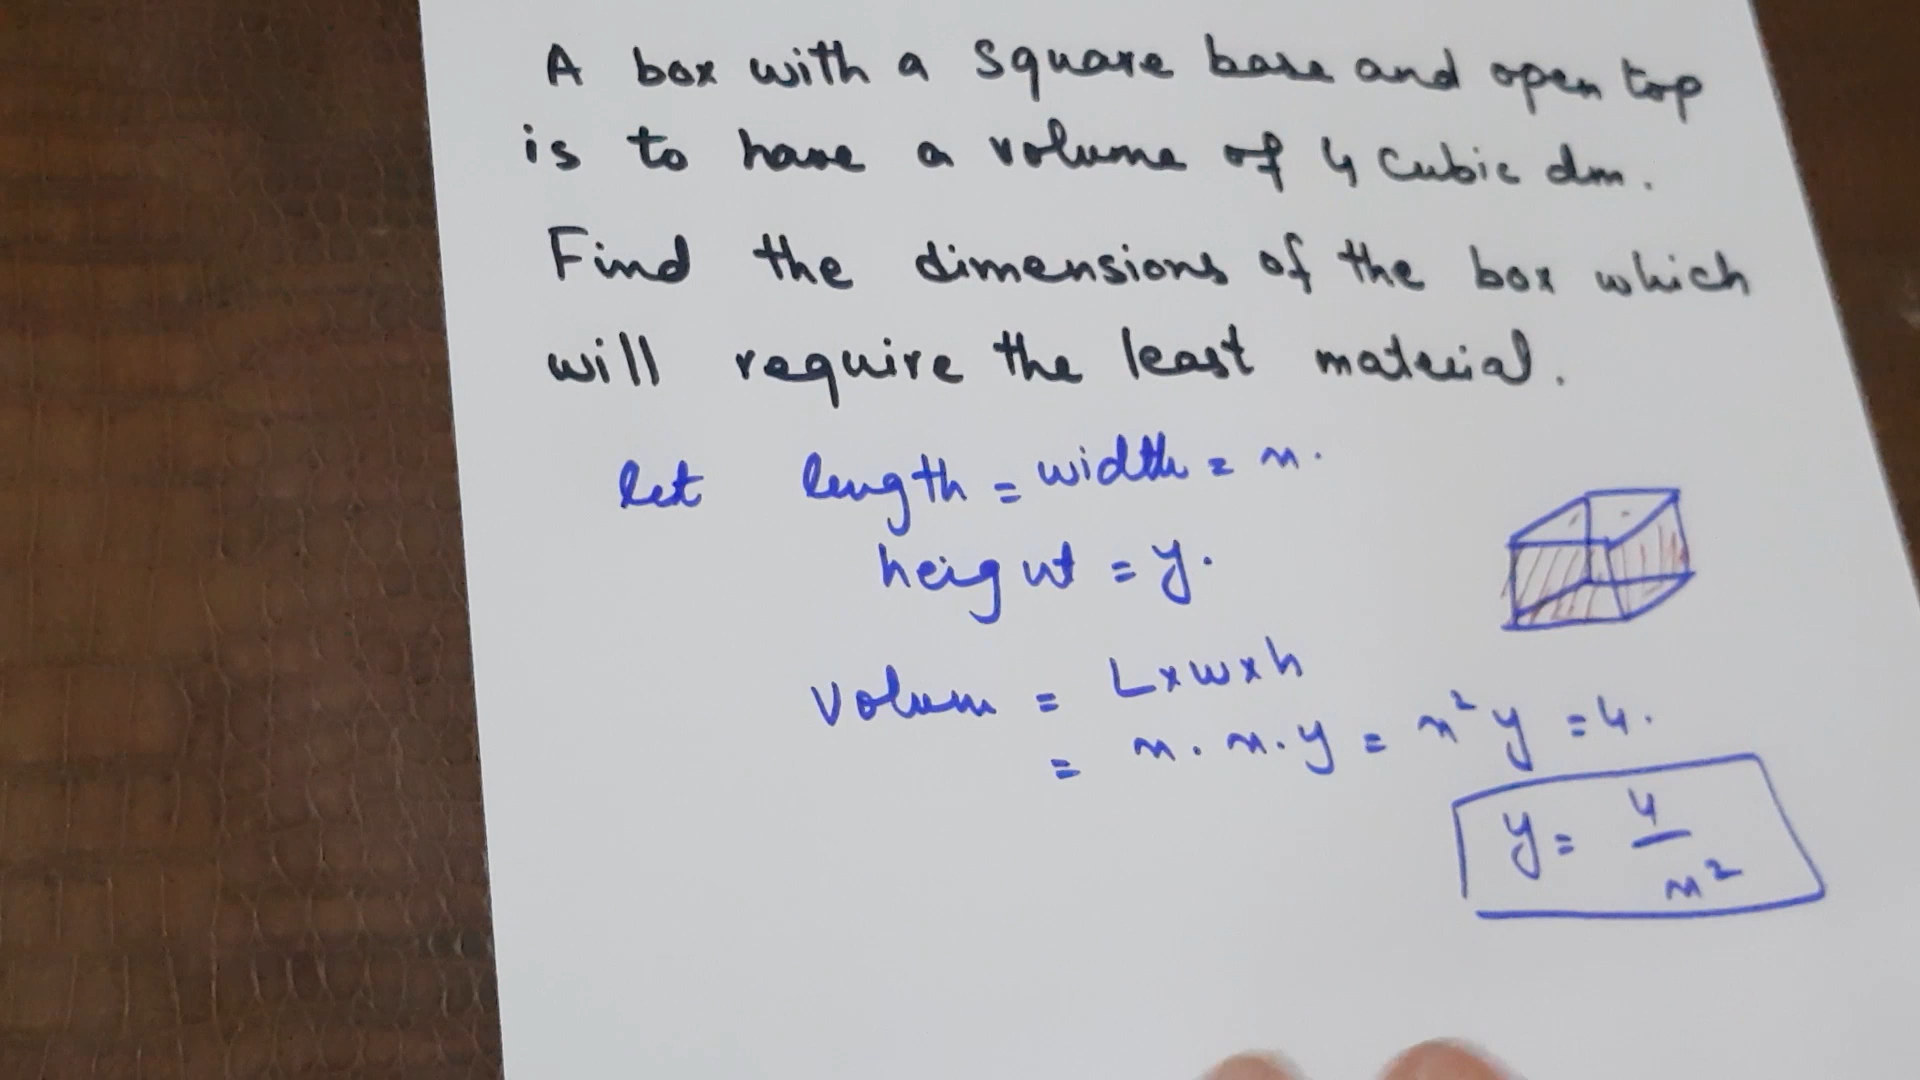 A box with a square base and open top
is to have a volume of 4 cubic dm.
Find the dimensions of the box which
will require the least material.
let length = width = x.
height = y.
Volum = L x w x h
= x . x . y = x² y = 4.
y = 4/x²